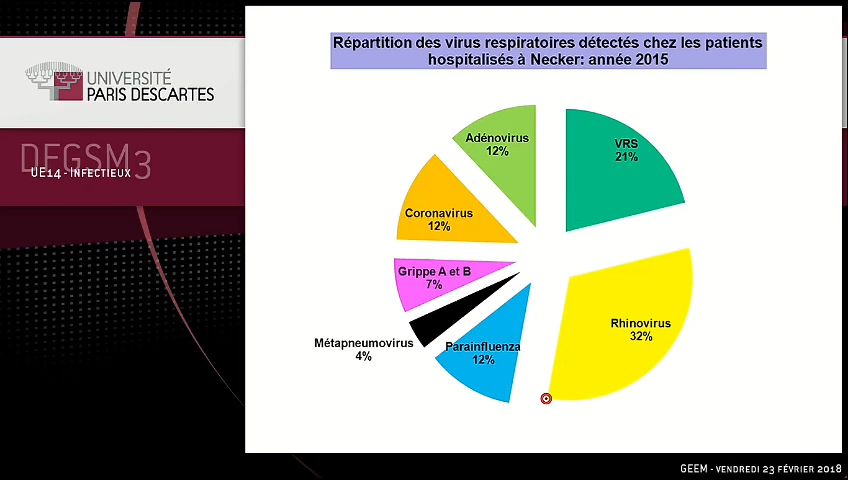 Répartition des virus respiratoires détectés chez les patients
hospitalisés à Necker: année 2015
UNIVERSITÉ
PARIS DESCARTES
DFGSM3
UE14 - Infectieux
Adénovirus
12%
VRS
21%
Coronavirus
12%
Grippe A et B
7%
Rhinovirus
32%
Métapneumovirus
4%
Parainfluenza
12%
GEEM - vendredi 23 février 2018